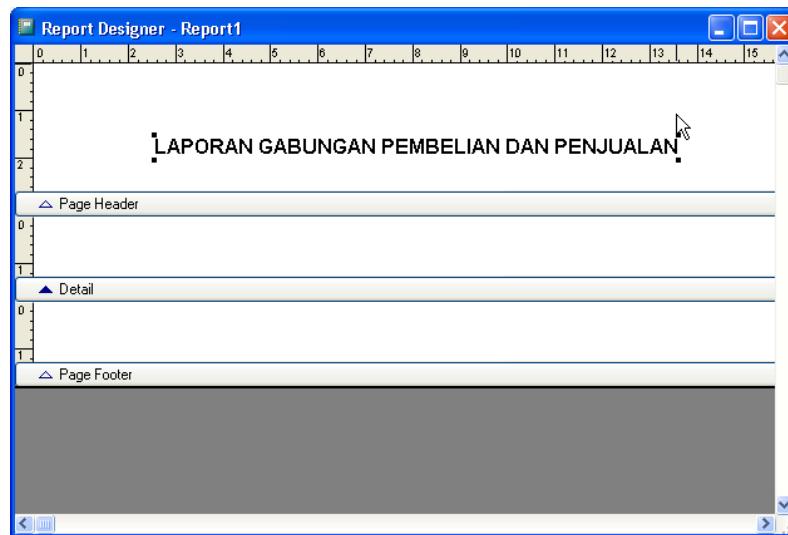 Report Designer - Report1
0 1 2 3 4 5 6 7 8 9 10 11 12 13 14 15
0
1
LAPORAN GABUNGAN PEMBELIAN DAN PENJUALAN
2
Page Header
0
1
Detail
0
1
Page Footer